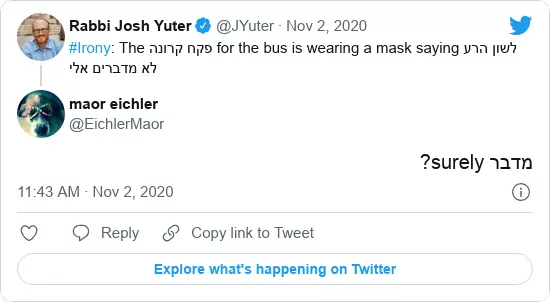 Rabbi Josh Yuter @JYuter · Nov 2, 2020
#Irony: The פקח קרונה for the bus is wearing a mask saying לשון הרע
לא מדברים אלי
maor eichler
@EichlerMaor
מדבר surely?
11:43 AM · Nov 2, 2020
Reply Copy link to Tweet
Explore what's happening on Twitter